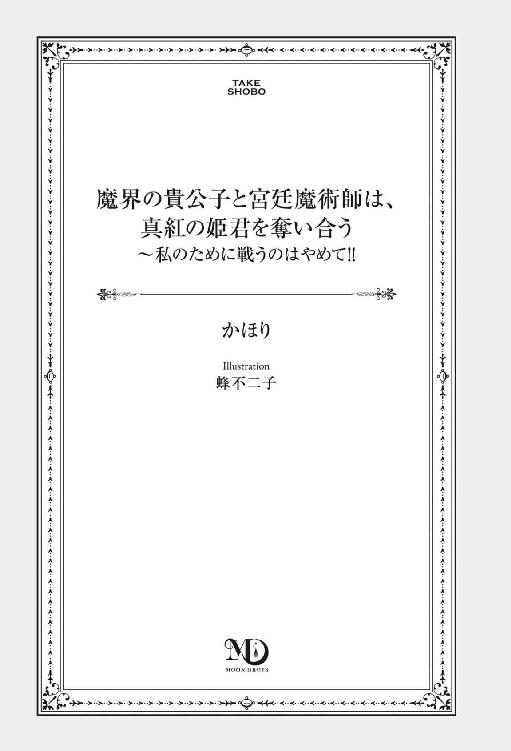 TAKE
SHOBO
魔界の貴公子と宮廷魔術師は、
真紅の姫君を奪い合う
～私のために戦うのはやめて!!
かほり
Illustration
蜂不二子
MD
MOON DROPS